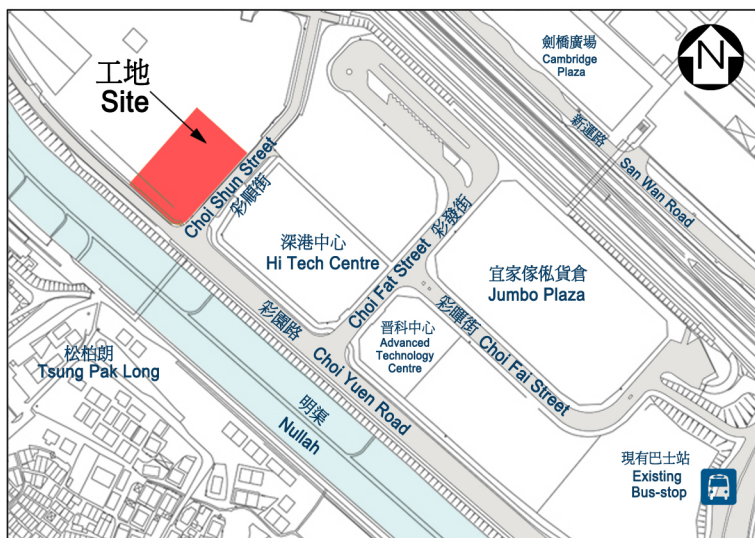 工地
Site
Choi Shun Street
彩順街
劍橋廣場
Cambridge
Plaza
N
新運路
San Wan Road
深港中心
Hi Tech Centre
Choi Fat Street 彩發街
宜家傢俬貨倉
Jumbo Plaza
彩園路
Choi Yuen Road
晋科中心
Advanced
Technology
Centre
彩暉街 Choi Fai Street
松柏朗
Tsung Pak Long
明渠
Nullah
現有巴士站
Existing
Bus-stop